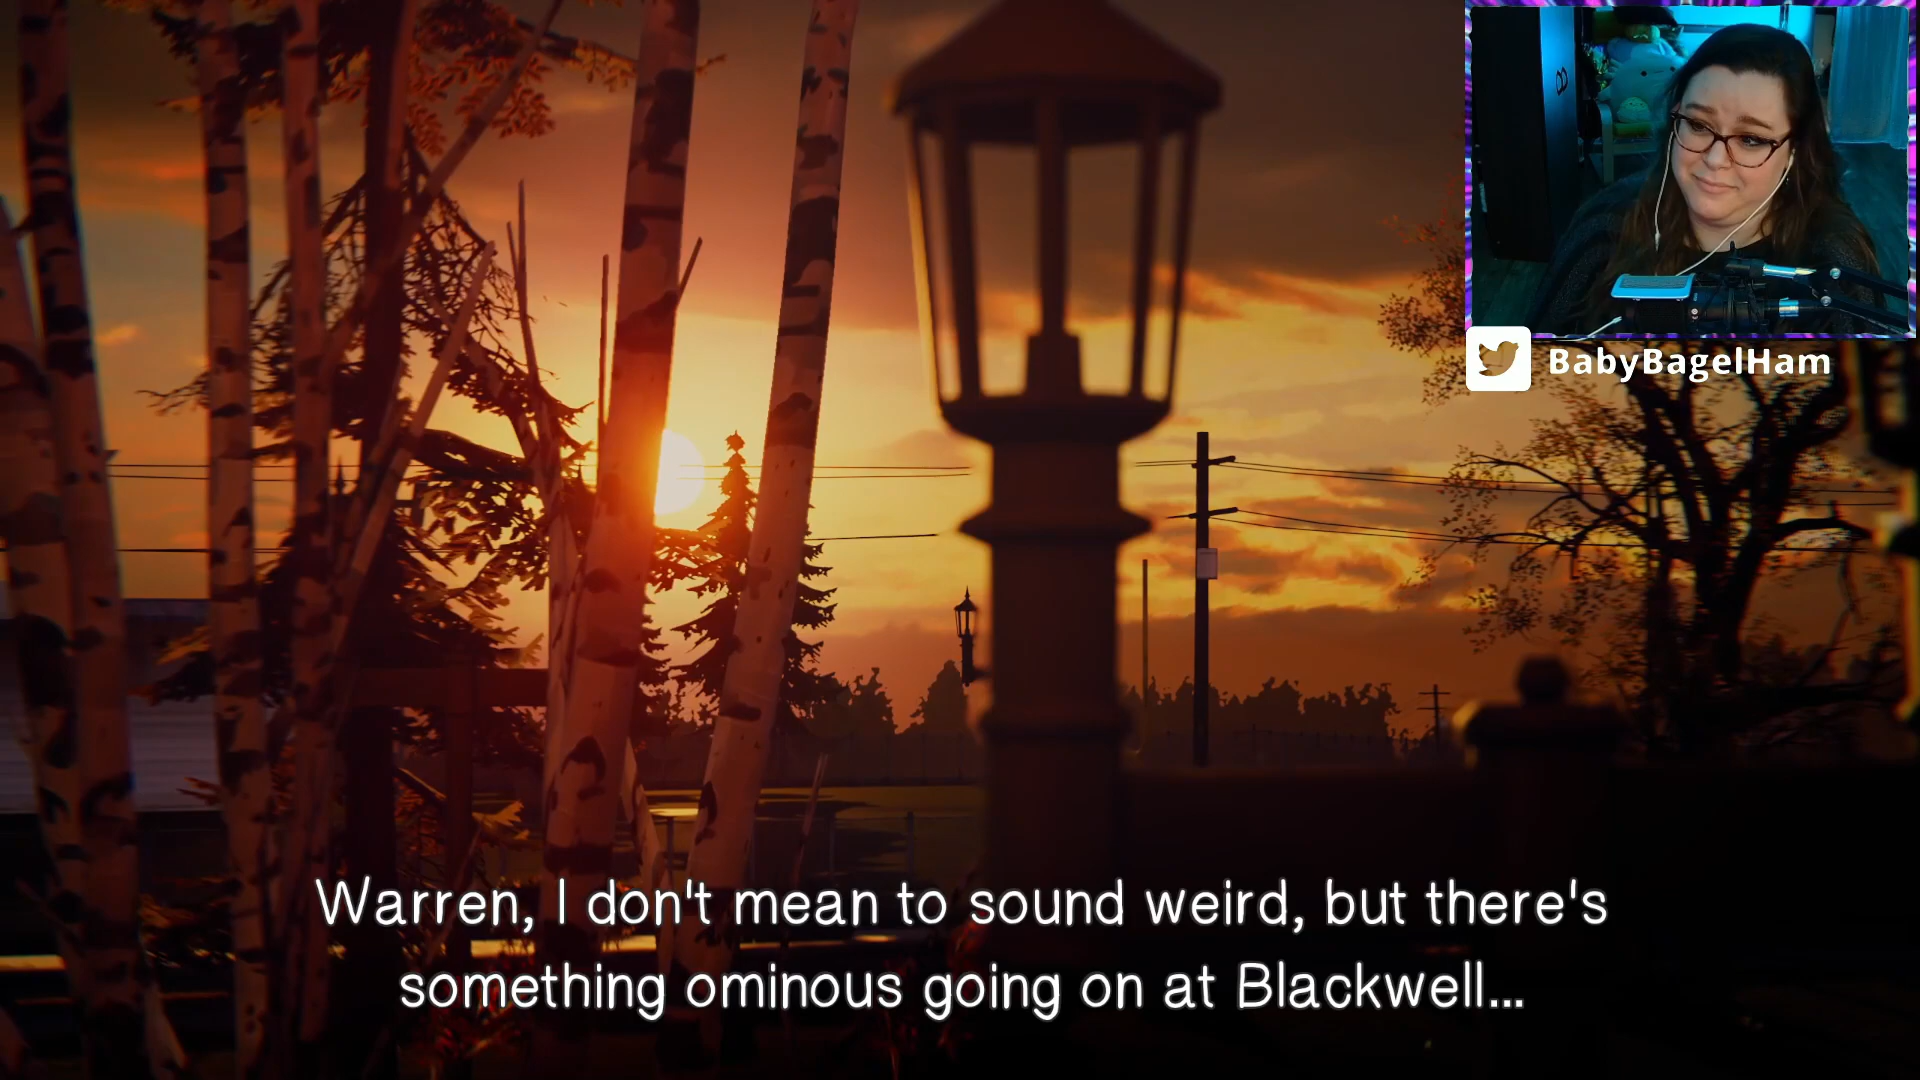 BabyBagelHam
Warren, I don't mean to sound weird, but there's
something ominous going on at Blackwell...